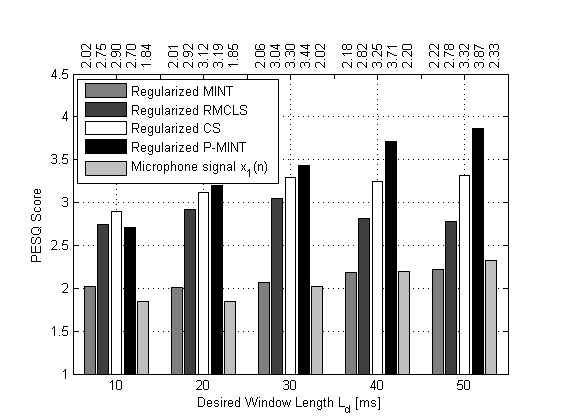 2.02 2.75 2.90 2.70 1.84 2.01 2.92 3.12 3.19 1.85 2.06 3.04 3.30 3.44 2.02 2.18 2.82 3.25 3.71 2.20 2.22 2.78 3.32 3.87 2.33
4.5
4
3.5
3
2.5
2
1.5
1
PESQ Score
Regularized MINT
Regularized RMCLS
Regularized CS
Regularized P-MINT
Microphone signal x1(n)
10 20 30 40 50
Desired Window Length Ld [ms]